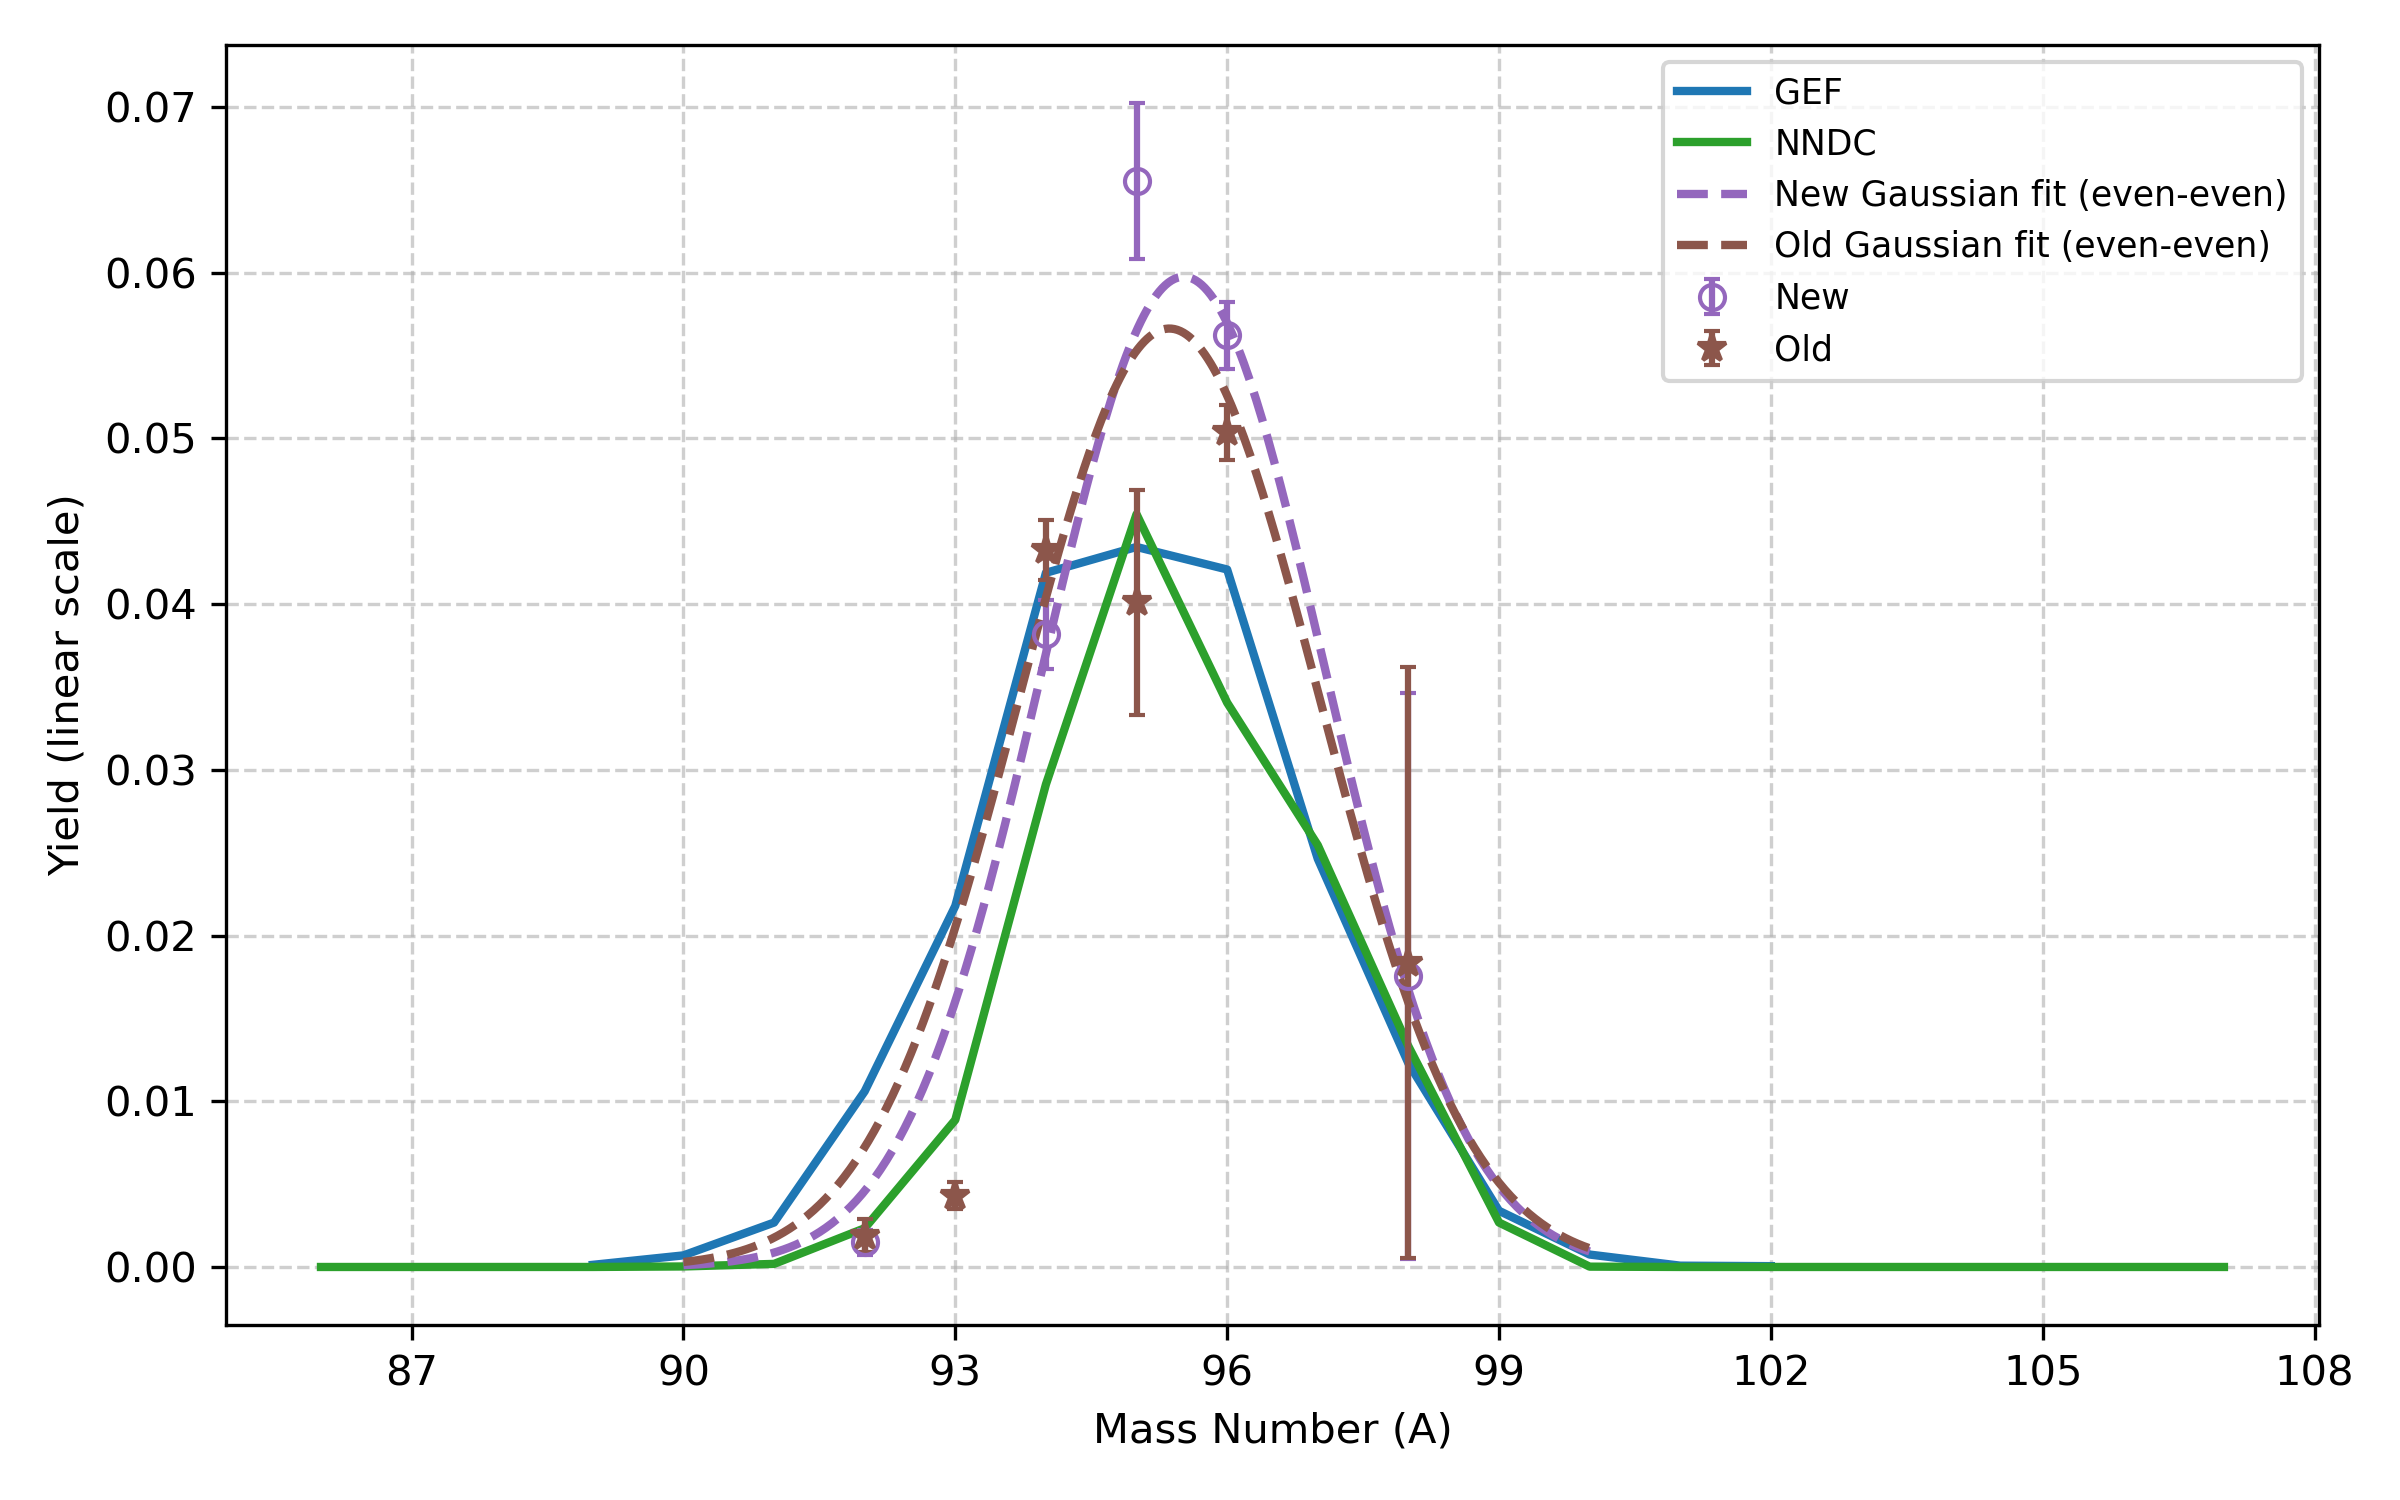 0.07
0.06
0.05
0.04
0.03
0.02
0.01
0.00
Yield (linear scale)
GEF
NNDC
New Gaussian fit (even-even)
Old Gaussian fit (even-even)
New
Old
87 90 93 96 99 102 105 108
Mass Number (A)